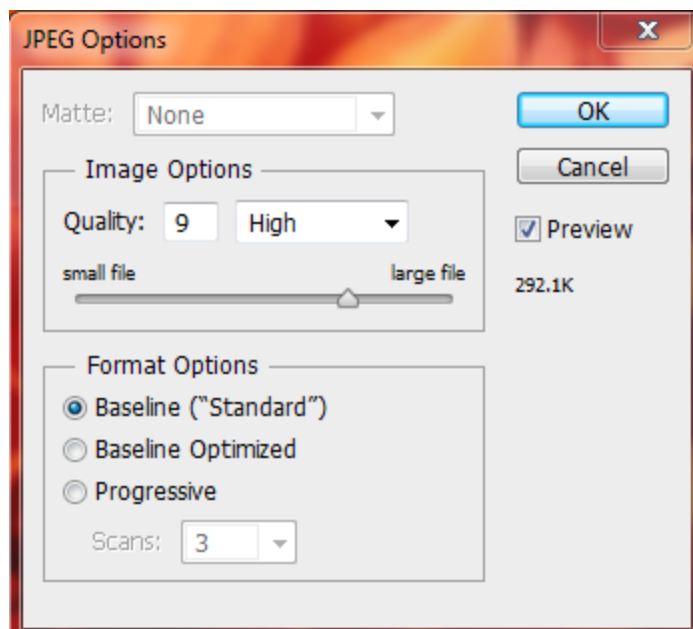 JPEG Options
x
Matte: None
OK
Image Options
Cancel
Quality: 9 High
Preview
small file large file
292.1K
Format Options
Baseline (“Standard”)
Baseline Optimized
Progressive
Scans: 3